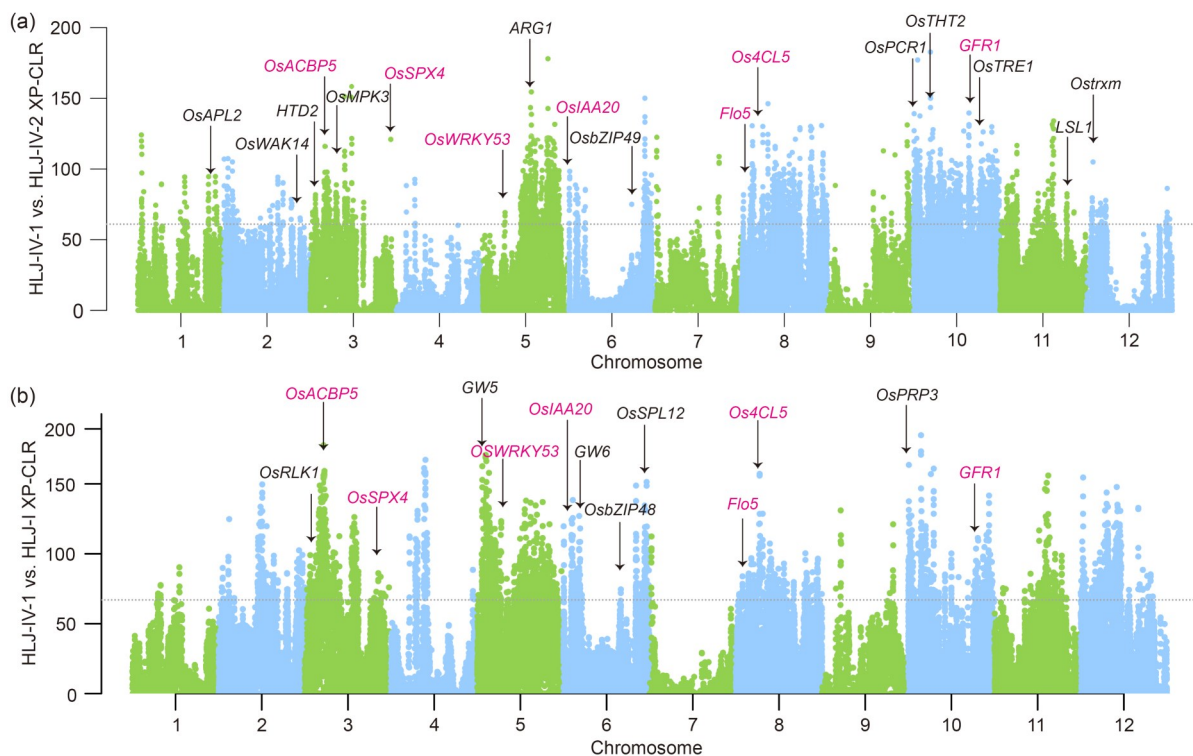 (a)
HLJ-IV-1 vs. HLJ-IV-2 XP-CLR
200
150
100
50
0
OsAPL2
OsWAK14
HTD2
OsACBP5
OsMPK3
OsSPX4
OsWRKY53
ARG1
OsIAA20
OsbZIP49
Flo5
Os4CL5
OsPCR1
OsTHT2
GFR1
OsTRE1
LSL1
Ostrxm
1 2 3 4 5 6 7 8 9 10 11 12
Chromosome
(b)
HLJ-IV-1 vs. HLJ-I XP-CLR
200
150
100
50
0
OsRLK1
OsACBP5
OsSPX4
GW5
OSWRKY53
OsIAA20
GW6
OsbZIP48
OsSPL12
Flo5
Os4CL5
OsPRP3
GFR1
1 2 3 4 5 6 7 8 9 10 11 12
Chromosome